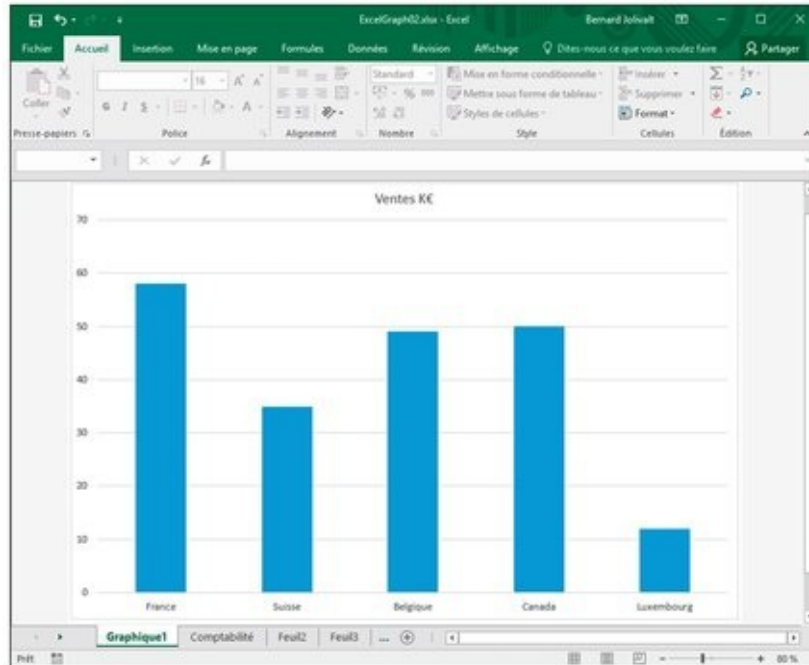 ExcelGraph02.xlsx - Excel
Bernard Jolivalt
Fichier Accueil Insertion Mise en page Formules Données Révision Affichage Dites-nous ce que vous voulez faire Partager
Coller
16 A A
G I S A
Standard
% 000
Mise en forme conditionnelle
Mettre sous forme de tableau
Styles de cellules
Insérer
Supprimer
Format
Presse-papiers Police Alignement Nombre Style Cellules Édition
fx
Ventes K€
70
60
50
40
30
20
10
0
France Suisse Belgique Canada Luxembourg
Graphique1 Comptabilité Feuil2 Feuil3 ...
Prêt
80 %